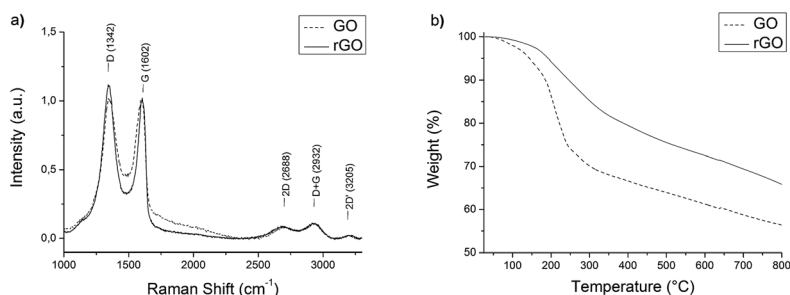 a)
GO
rGO
D (1342)
G (1602)
2D (2688)
D+G (2932)
2D' (3205)
1,5
1,0
0,5
0,0
1000 1500 2000 2500 3000
Intensity (a.u.)
Raman Shift (cm⁻¹)
b)
GO
rGO
100
90
80
70
60
50
100 200 300 400 500 600 700 800
Weight (%)
Temperature (°C)